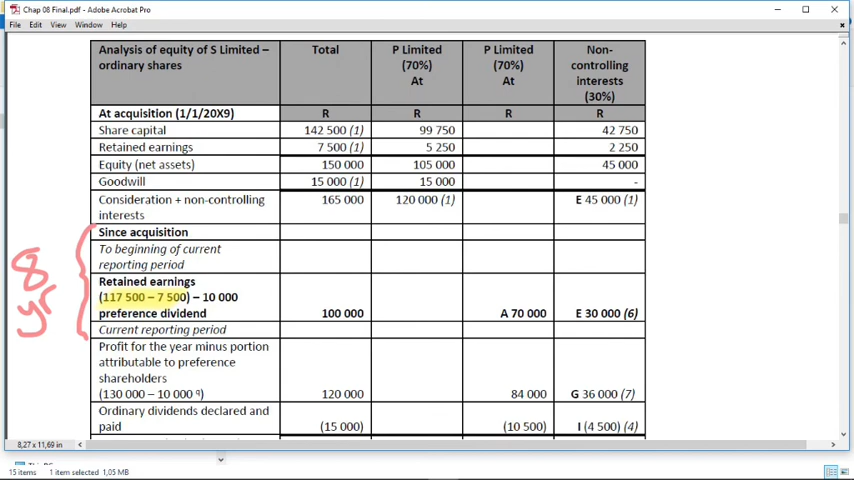 Chap 08 Final.pdf - Adobe Acrobat Pro
File Edit View Window Help
Analysis of equity of S Limited – ordinary shares Total P Limited (70%) At P Limited (70%) At Non-controlling interests (30%)
At acquisition (1/1/20X9) R R R R
Share capital 142 500 (1) 99 750 42 750
Retained earnings 7 500 (1) 5 250 2 250
Equity (net assets) 150 000 105 000 45 000
Goodwill 15 000 (1) 15 000 -
Consideration + non-controlling
interests 165 000 120 000 (1) E 45 000 (1)
Since acquisition
To beginning of current
reporting period
8 yr
Retained earnings
(117 500 – 7 500) – 10 000
preference dividend 100 000 A 70 000 E 30 000 (6)
Current reporting period
Profit for the year minus portion
attributable to preference
shareholders
(130 000 – 10 000 q) 120 000 84 000 G 36 000 (7)
Ordinary dividends declared and
paid (15 000) (10 500) I (4 500) (4)
8,27 x 11,69 in
15 items 1 item selected 1,05 MB